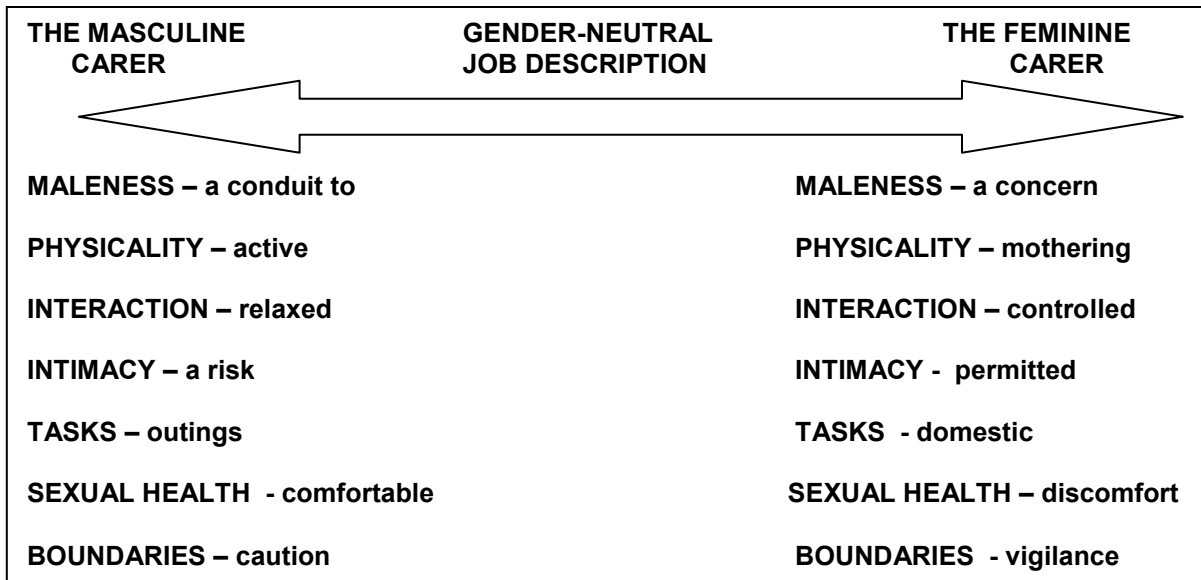 THE MASCULINE CARER
GENDER-NEUTRAL JOB DESCRIPTION
THE FEMININE CARER
MALENESS – a conduit to
MALENESS – a concern
PHYSICALITY – active
PHYSICALITY – mothering
INTERACTION – relaxed
INTERACTION – controlled
INTIMACY – a risk
INTIMACY - permitted
TASKS – outings
TASKS - domestic
SEXUAL HEALTH - comfortable
SEXUAL HEALTH – discomfort
BOUNDARIES – caution
BOUNDARIES - vigilance